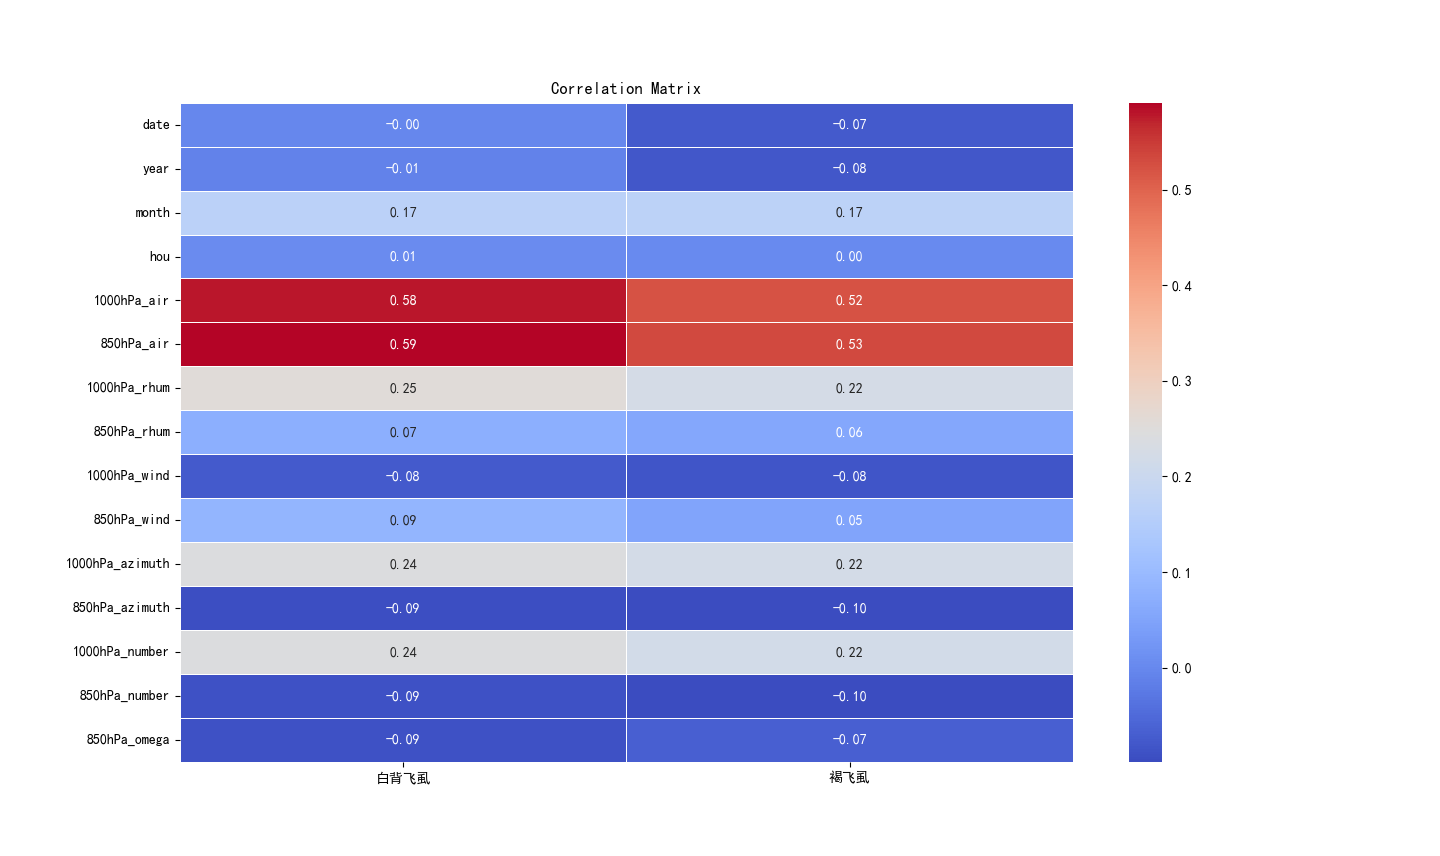 Correlation Matrix
date -0.00 -0.07
year -0.01 -0.08
month 0.17 0.17
hou 0.01 0.00
1000hPa_air 0.58 0.52
850hPa_air 0.59 0.53
1000hPa_rhum 0.25 0.22
850hPa_rhum 0.07 0.06
1000hPa_wind -0.08 -0.08
850hPa_wind 0.09 0.05
1000hPa_azimuth 0.24 0.22
850hPa_azimuth -0.09 -0.10
1000hPa_number 0.24 0.22
850hPa_number -0.09 -0.10
850hPa_omega -0.09 -0.07
白背飞虱 褐飞虱
0.5
0.4
0.3
0.2
0.1
0.0